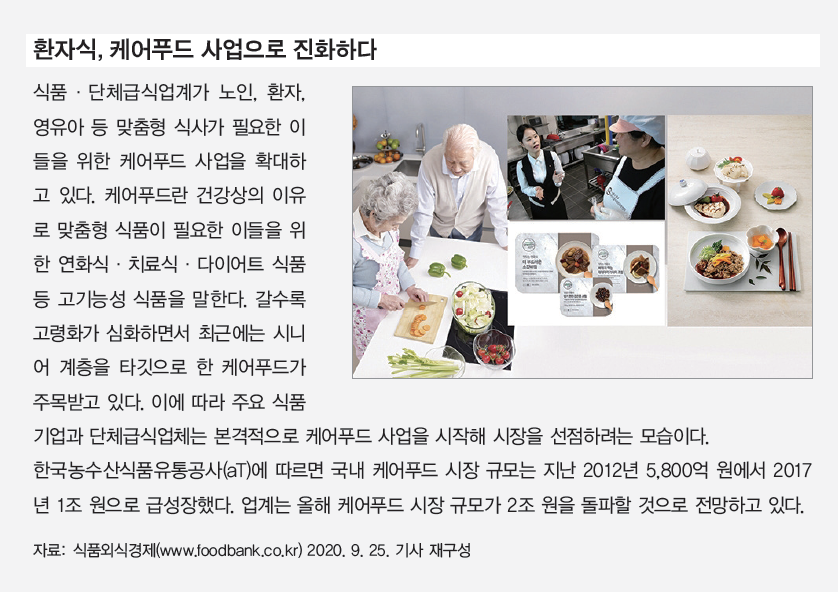 환자식, 케어푸드 사업으로 진화하다
식품 · 단체급식업계가 노인, 환자,
영유아 등 맞춤형 식사가 필요한 이
들을 위한 케어푸드 사업을 확대하
고 있다. 케어푸드란 건강상의 이유
로 맞춤형 식품이 필요한 이들을 위
한 연화식 · 치료식 · 다이어트 식품
등 고기능성 식품을 말한다. 갈수록
고령화가 심화하면서 최근에는 시니
어 계층을 타깃으로 한 케어푸드가
주목받고 있다. 이에 따라 주요 식품
기업과 단체급식업체는 본격적으로 케어푸드 사업을 시작해 시장을 선점하려는 모습이다.
한국농수산식품유통공사(aT)에 따르면 국내 케어푸드 시장 규모는 지난 2012년 5,800억 원에서 2017
년 1조 원으로 급성장했다. 업계는 올해 케어푸드 시장 규모가 2조 원을 돌파할 것으로 전망하고 있다.
자료: 식품외식경제(www.foodbank.co.kr) 2020. 9. 25. 기사 재구성